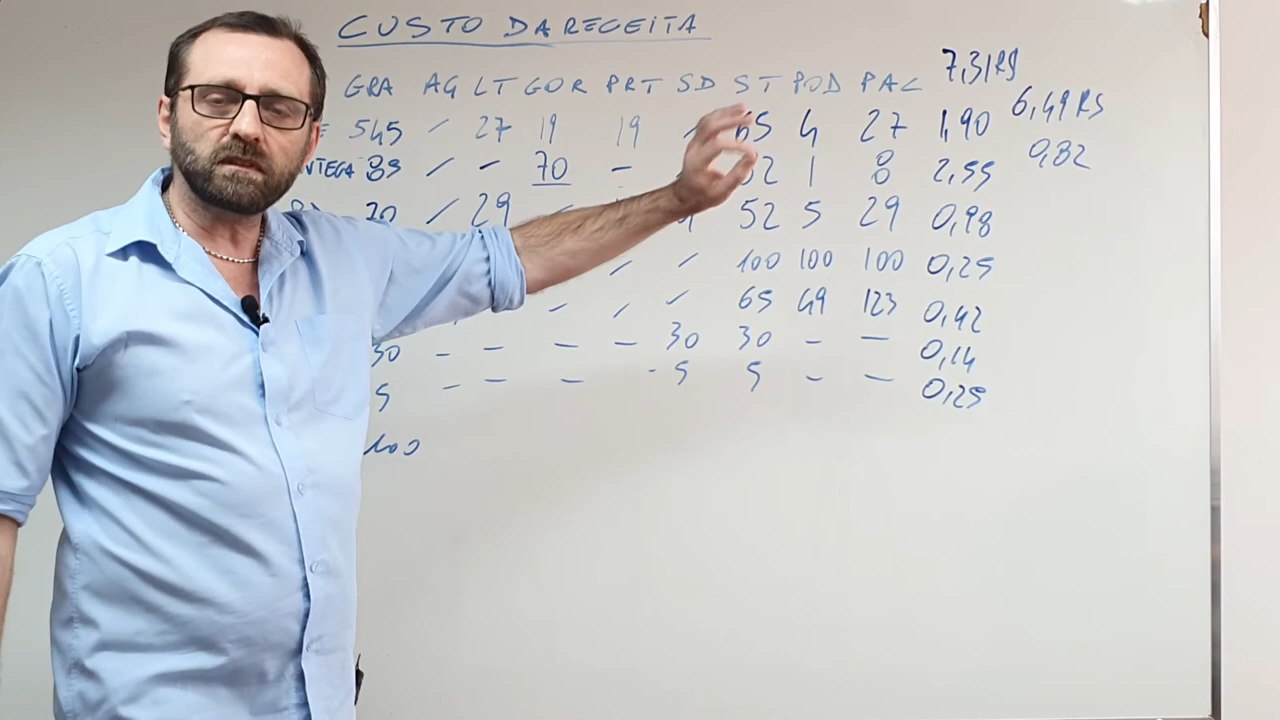 CUSTO DA RECEITA
GRA AG LT GOR PRT SD ST POD PAC 7,31R$
545 / 27 19 19 65 4 27 1,90 6,49R$
85 / - 70 - 1 8 2,55 0,82
20 / 29 52 5 29 0,98
/ / 100 100 100 0,25
/ / / 65 49 123 0,42
30 - - - - 30 30 - - 0,14
5 - - - - 5 5 - - 0,25
100